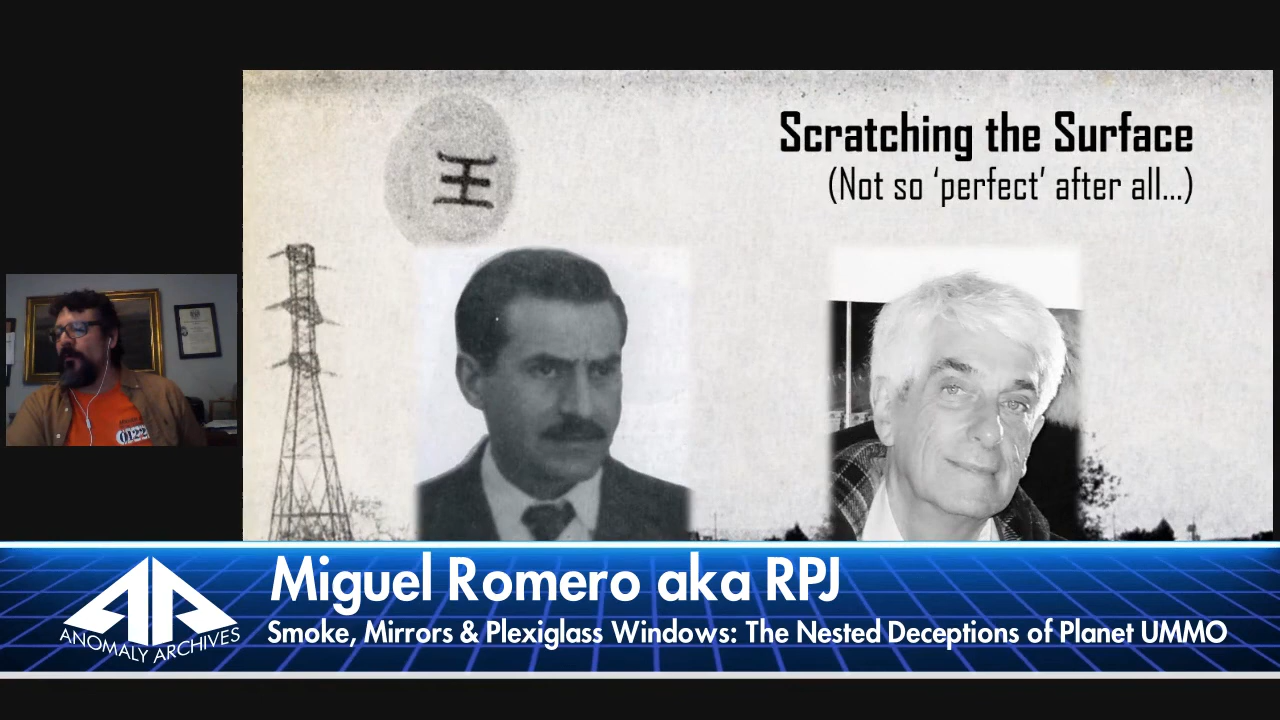 Scratching the Surface
(Not so ‘perfect’ after all...)
Miguel Romero aka RPJ
Smoke, Mirrors & Plexiglass Windows: The Nested Deceptions of Planet UMMO
ANOMALY ARCHIVES